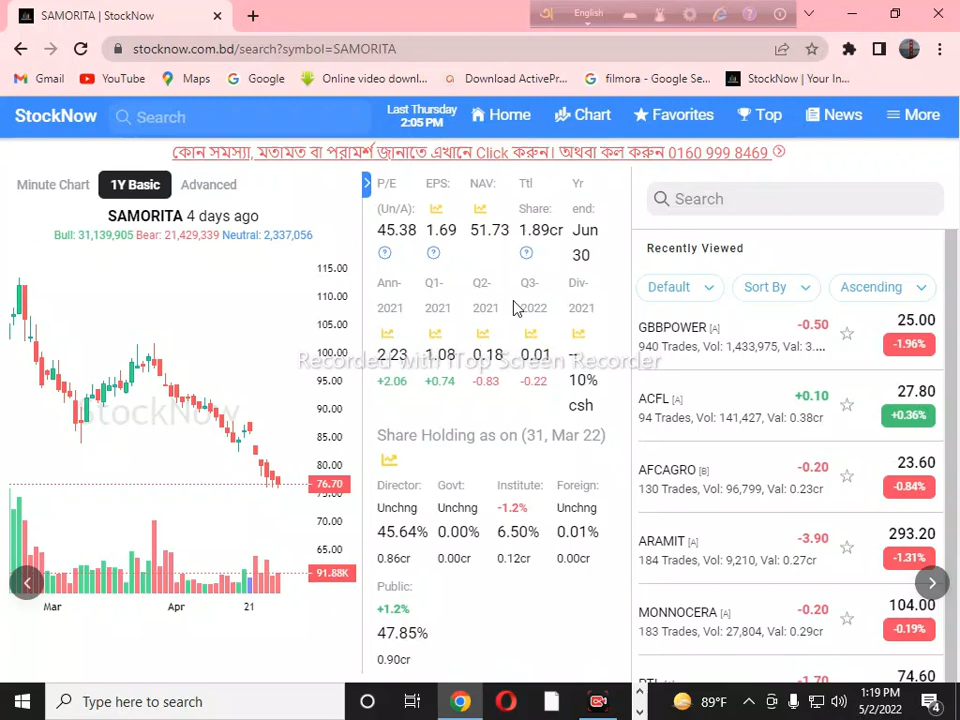 SAMORITA | StockNow
English
stocknow.com.bd/search?symbol=SAMORITA
Gmail
YouTube
Maps
Google
Online video downl...
Download ActivePr...
filmora - Google Se...
StockNow | Your In...
StockNow
Search
Last Thursday
2:05 PM
Home
Chart
Favorites
Top
News
More
কোন সমস্যা, মতামত বা পরামর্শ জানাতে এখানে Click করুন। অথবা কল করুন 0160 999 8469
Minute Chart
1Y Basic
Advanced
SAMORITA 4 days ago
Bull: 31,139,905 Bear: 21,429,339 Neutral: 2,337,056
115.00
110.00
105.00
100.00
95.00
90.00
85.00
80.00
76.70
75.00
70.00
65.00
91.88K
Mar
Apr
21
StockNow
P/E EPS: NAV: Ttl Yr
(Un/A): Share: end:
45.38 1.69 51.73 1.89cr Jun
30
Ann- Q1- Q2- Q3- Div-
2021 2021 2021 2022 2021
2.23 1.08 0.18 0.01 --
+2.06 +0.74 -0.83 -0.22 10%
csh
Recorded with iTop Screen Recorder
Share Holding as on (31, Mar 22)
Director: Govt: Institute: Foreign:
Unchng Unchng -1.2% Unchng
45.64% 0.00% 6.50% 0.01%
0.86cr 0.00cr 0.12cr 0.00cr
Public:
+1.2%
47.85%
0.90cr
Search
Recently Viewed
Default
Sort By
Ascending
GBBPOWER [A] -0.50 25.00
940 Trades, Vol: 1,433,975, Val: 3.... -1.96%
ACFL [A] +0.10 27.80
94 Trades, Vol: 141,427, Val: 0.38cr +0.36%
AFCAGRO [B] -0.20 23.60
130 Trades, Vol: 96,799, Val: 0.23cr -0.84%
ARAMIT [A] -3.90 293.20
184 Trades, Vol: 9,210, Val: 0.27cr -1.31%
MONNOCERA [A] -0.20 104.00
183 Trades, Vol: 27,804, Val: 0.29cr -0.19%
-1.70 74.60
Type here to search
89°F
1:19 PM
5/2/2022
4